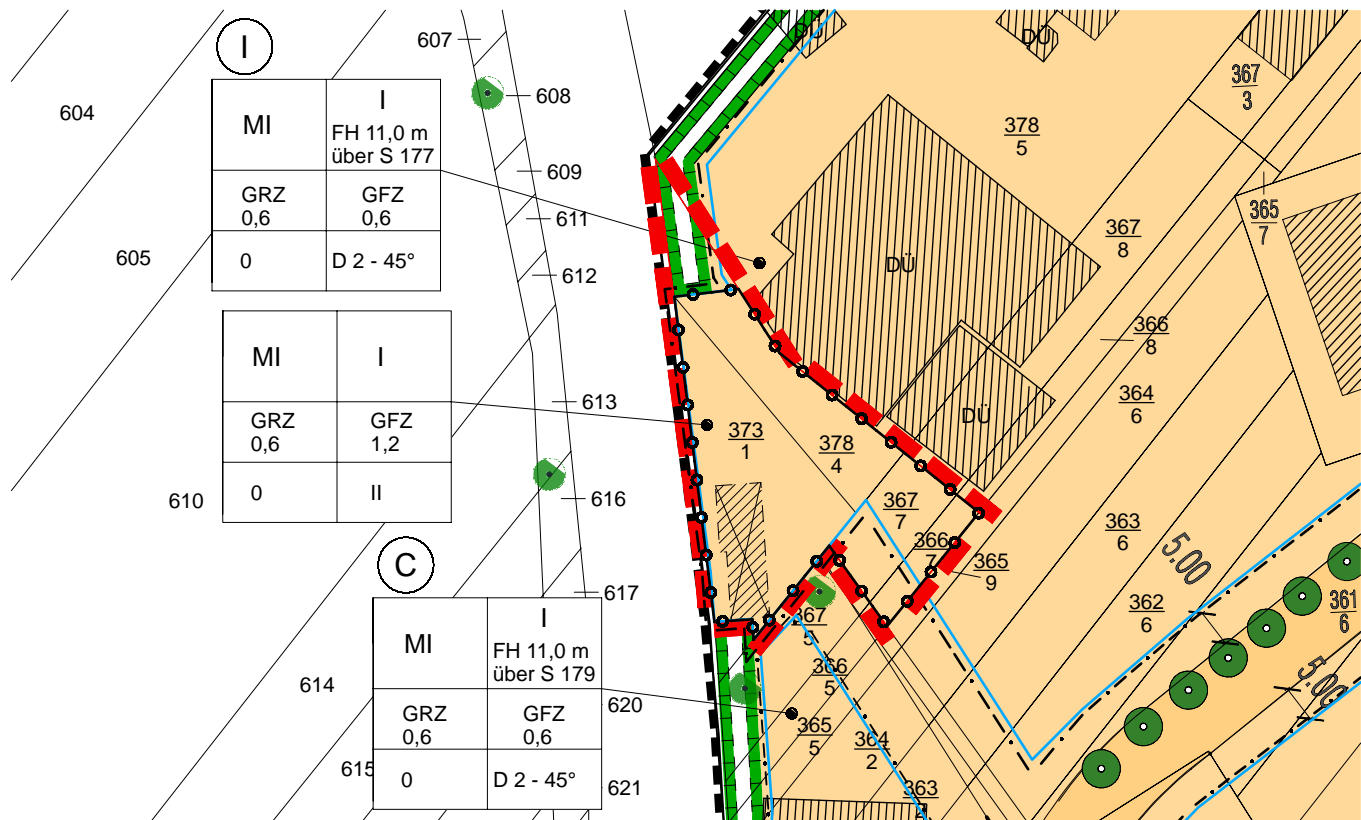 I
MI
I
FH 11,0 m
über S 177
GRZ
0,6
GFZ
0,6
0
D 2 - 45°
MI
I
GRZ
0,6
GFZ
1,2
0
II
C
MI
I
FH 11,0 m
über S 179
GRZ
0,6
GFZ
0,6
0
D 2 - 45°
604
605
610
614
615
607
608
609
611
612
613
616
617
620
621
DÜ
DÜ
DÜ
DÜ
367
3
378
5
365
7
367
8
366
8
364
6
373
1
378
4
367
7
366
7
365
9
363
6
362
6
361
6
5.00
5.00
367
5
366
5
365
5
364
2
363